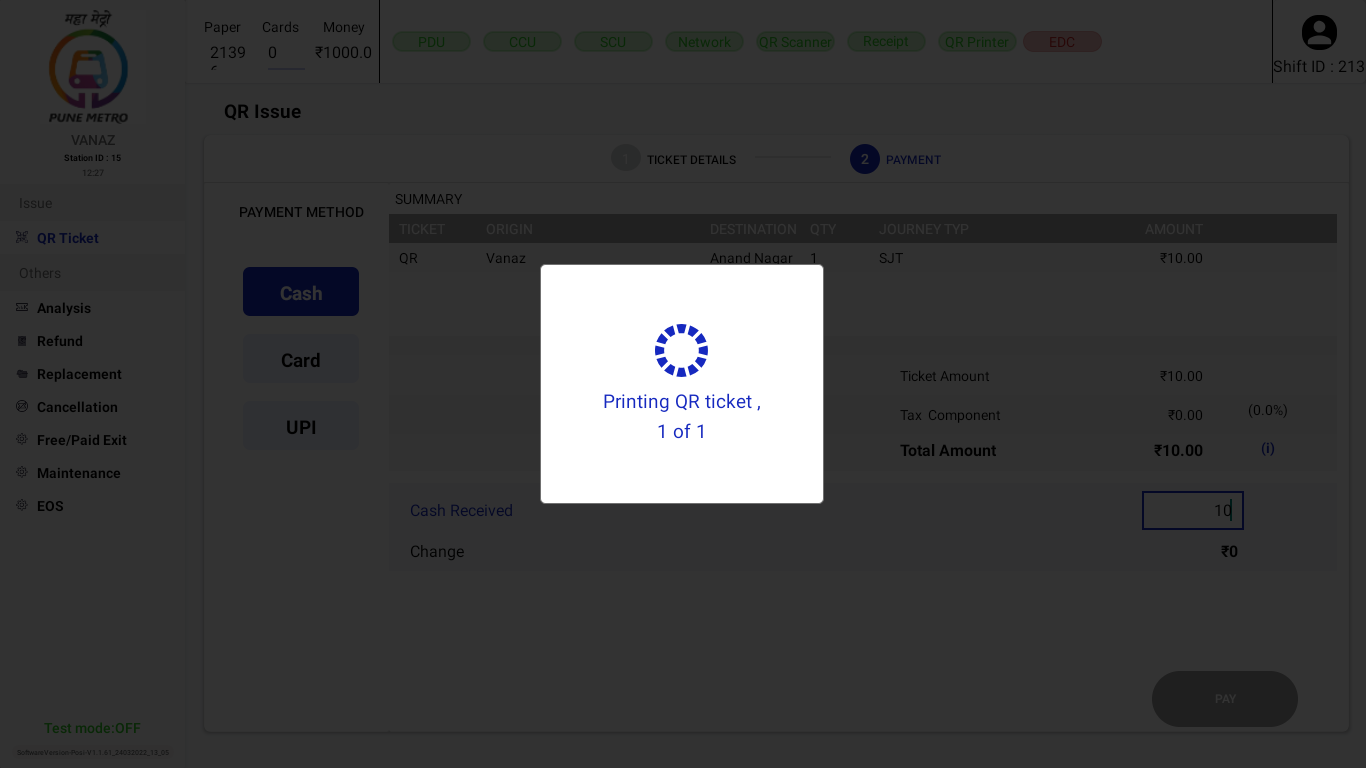 महा मेट्रो
PUNE METRO
VANAZ
Station ID : 15
12:27
Issue
QR Ticket
Others
Analysis
Refund
Replacement
Cancellation
Free/Paid Exit
Maintenance
EOS
Test mode:OFF
Paper Cards Money
2139 0 ₹1000.0
PDU CCU SCU Network QR Scanner Receipt QR Printer EDC
Shift ID : 213
QR Issue
1 TICKET DETAILS 2 PAYMENT
PAYMENT METHOD
Cash
Card
UPI
SUMMARY
TICKET ORIGIN DESTINATION QTY JOURNEY TYP AMOUNT
QR Vanaz Anand Nagar 1 SJT ₹10.00
Printing QR ticket ,
1 of 1
Ticket Amount ₹10.00
Tax Component ₹0.00 (0.0%)
Total Amount ₹10.00 (i)
Cash Received 10
Change ₹0
PAY